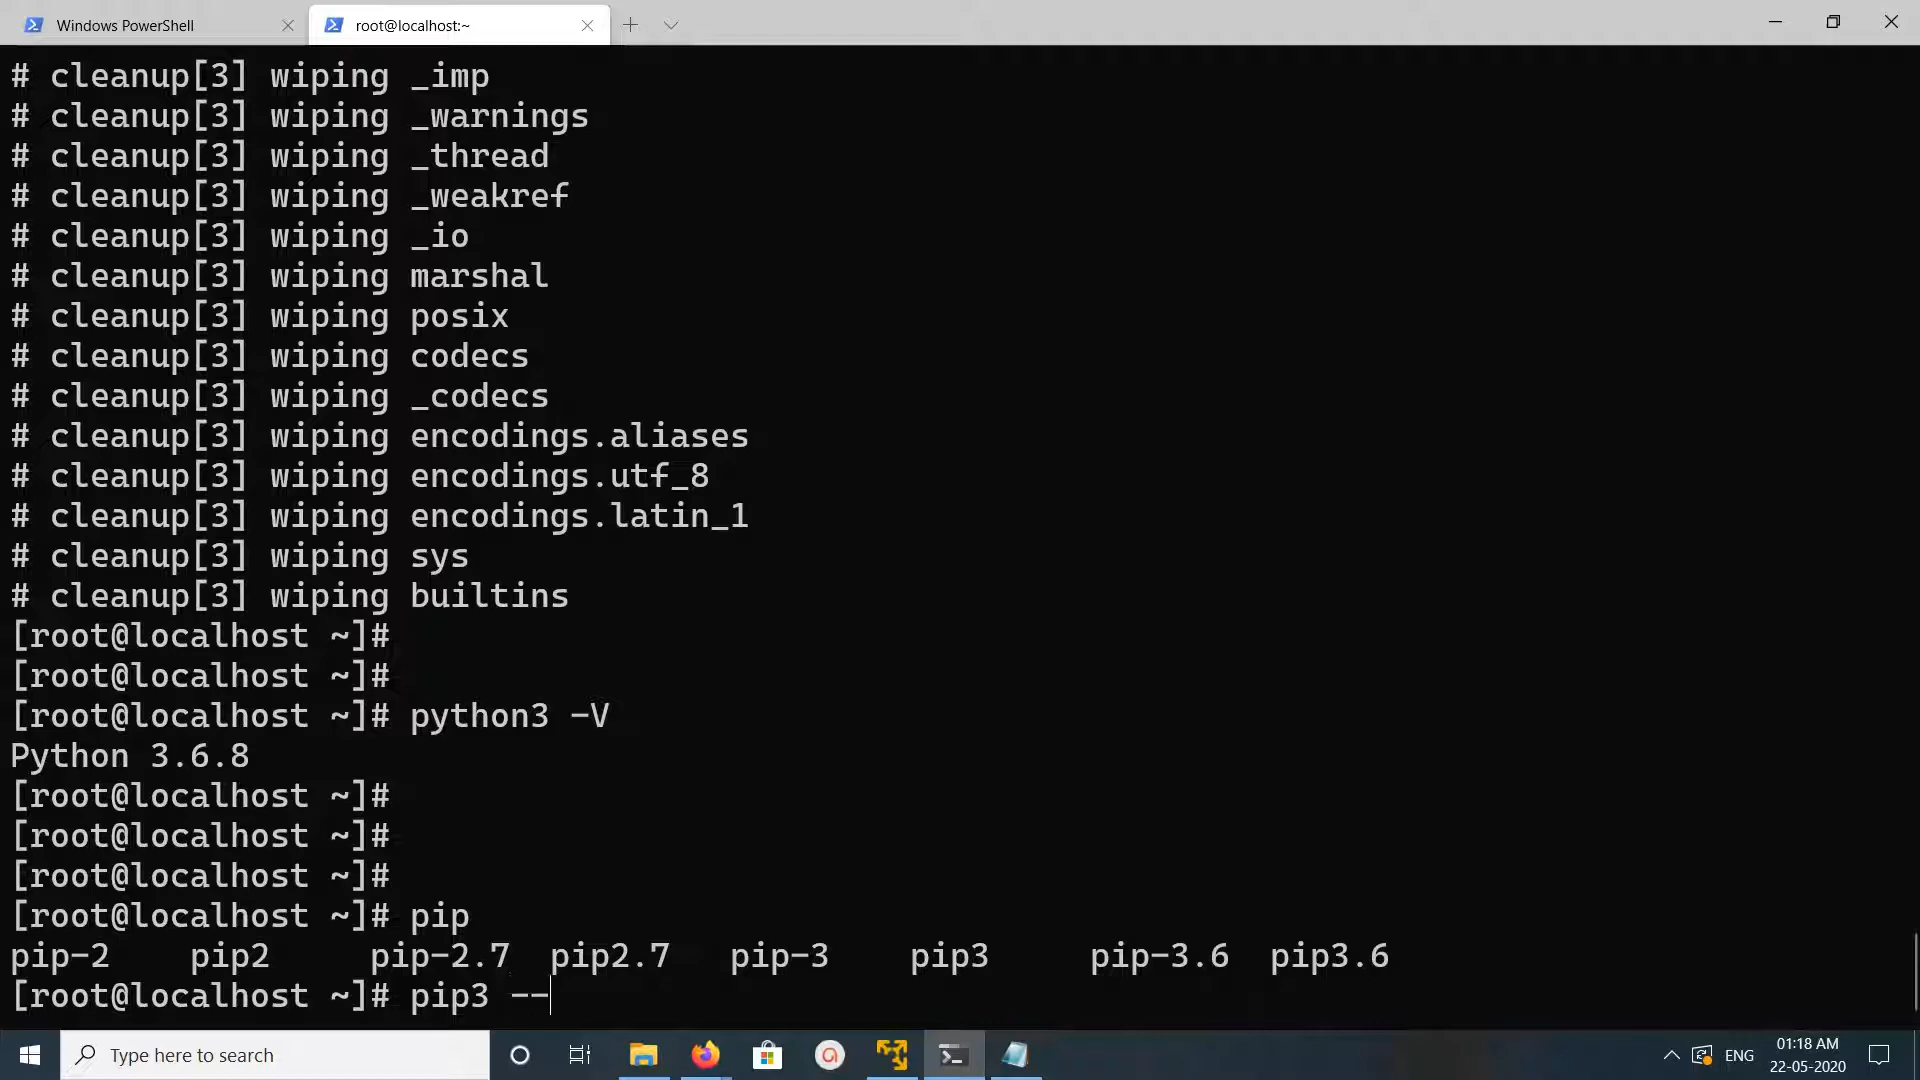 Windows PowerShell
root@localhost:~
# cleanup[3] wiping _imp
# cleanup[3] wiping _warnings
# cleanup[3] wiping _thread
# cleanup[3] wiping _weakref
# cleanup[3] wiping _io
# cleanup[3] wiping marshal
# cleanup[3] wiping posix
# cleanup[3] wiping codecs
# cleanup[3] wiping _codecs
# cleanup[3] wiping encodings.aliases
# cleanup[3] wiping encodings.utf_8
# cleanup[3] wiping encodings.latin_1
# cleanup[3] wiping sys
# cleanup[3] wiping builtins
[root@localhost ~]#
[root@localhost ~]#
[root@localhost ~]# python3 -V
Python 3.6.8
[root@localhost ~]#
[root@localhost ~]#
[root@localhost ~]#
[root@localhost ~]# pip
pip-2 pip2 pip-2.7 pip2.7 pip-3 pip3 pip-3.6 pip3.6
[root@localhost ~]# pip3 --
Type here to search
ENG
01:18 AM
22-05-2020